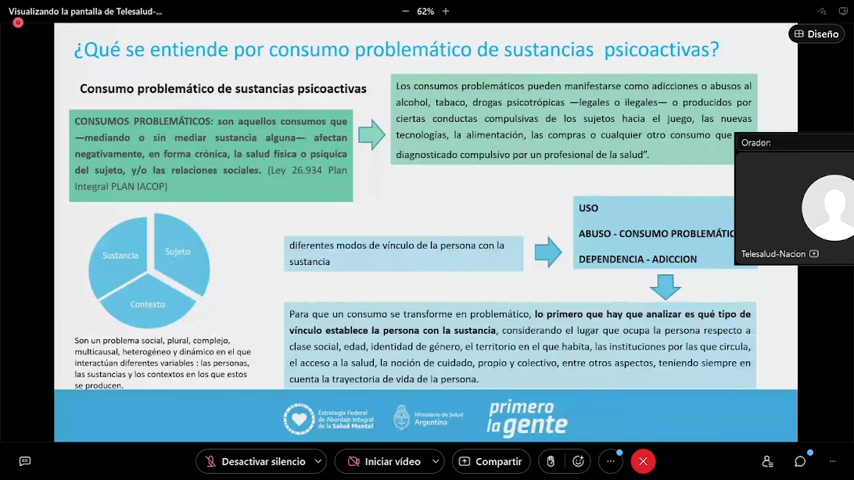 Visualizando la pantalla de Telesalud-...
62%
Diseño
¿Qué se entiende por consumo problemático de sustancias psicoactivas?
Consumo problemático de sustancias psicoactivas
CONSUMOS PROBLEMÁTICOS: son aquellos consumos que
—mediando o sin mediar sustancia alguna— afectan
negativamente, en forma crónica, la salud física o psíquica
del sujeto, y/o las relaciones sociales. (Ley 26.934 Plan
Integral PLAN IACOP)
Los consumos problemáticos pueden manifestarse como adicciones o abusos al
alcohol, tabaco, drogas psicotrópicas —legales o ilegales— o producidos por
ciertas conductas compulsivas de los sujetos hacia el juego, las nuevas
tecnologías, la alimentación, las compras o cualquier otro consumo que
diagnosticado compulsivo por un profesional de la salud”.
Orador:
Telesalud-Nacion
Sustancia
Sujeto
Contexto
diferentes modos de vínculo de la persona con la
sustancia
USO
ABUSO - CONSUMO PROBLEMÁTIC
DEPENDENCIA - ADICCION
Son un problema social, plural, complejo,
multicausal, heterogéneo y dinámico en el que
interactúan diferentes variables : las personas,
las sustancias y los contextos en los que estos
se producen.
Para que un consumo se transforme en problemático, lo primero que hay que analizar es qué tipo de
vínculo establece la persona con la sustancia, considerando el lugar que ocupa la persona respecto a
clase social, edad, identidad de género, el territorio en el que habita, las instituciones por las que circula,
el acceso a la salud, la noción de cuidado, propio y colectivo, entre otros aspectos, teniendo siempre en
cuenta la trayectoria de vida de la persona.
Estrategia Federal
de Abordaje Integral
de la Salud Mental
Ministerio de Salud
Argentina
primero
la gente
Desactivar silencio
Iniciar vídeo
Compartir